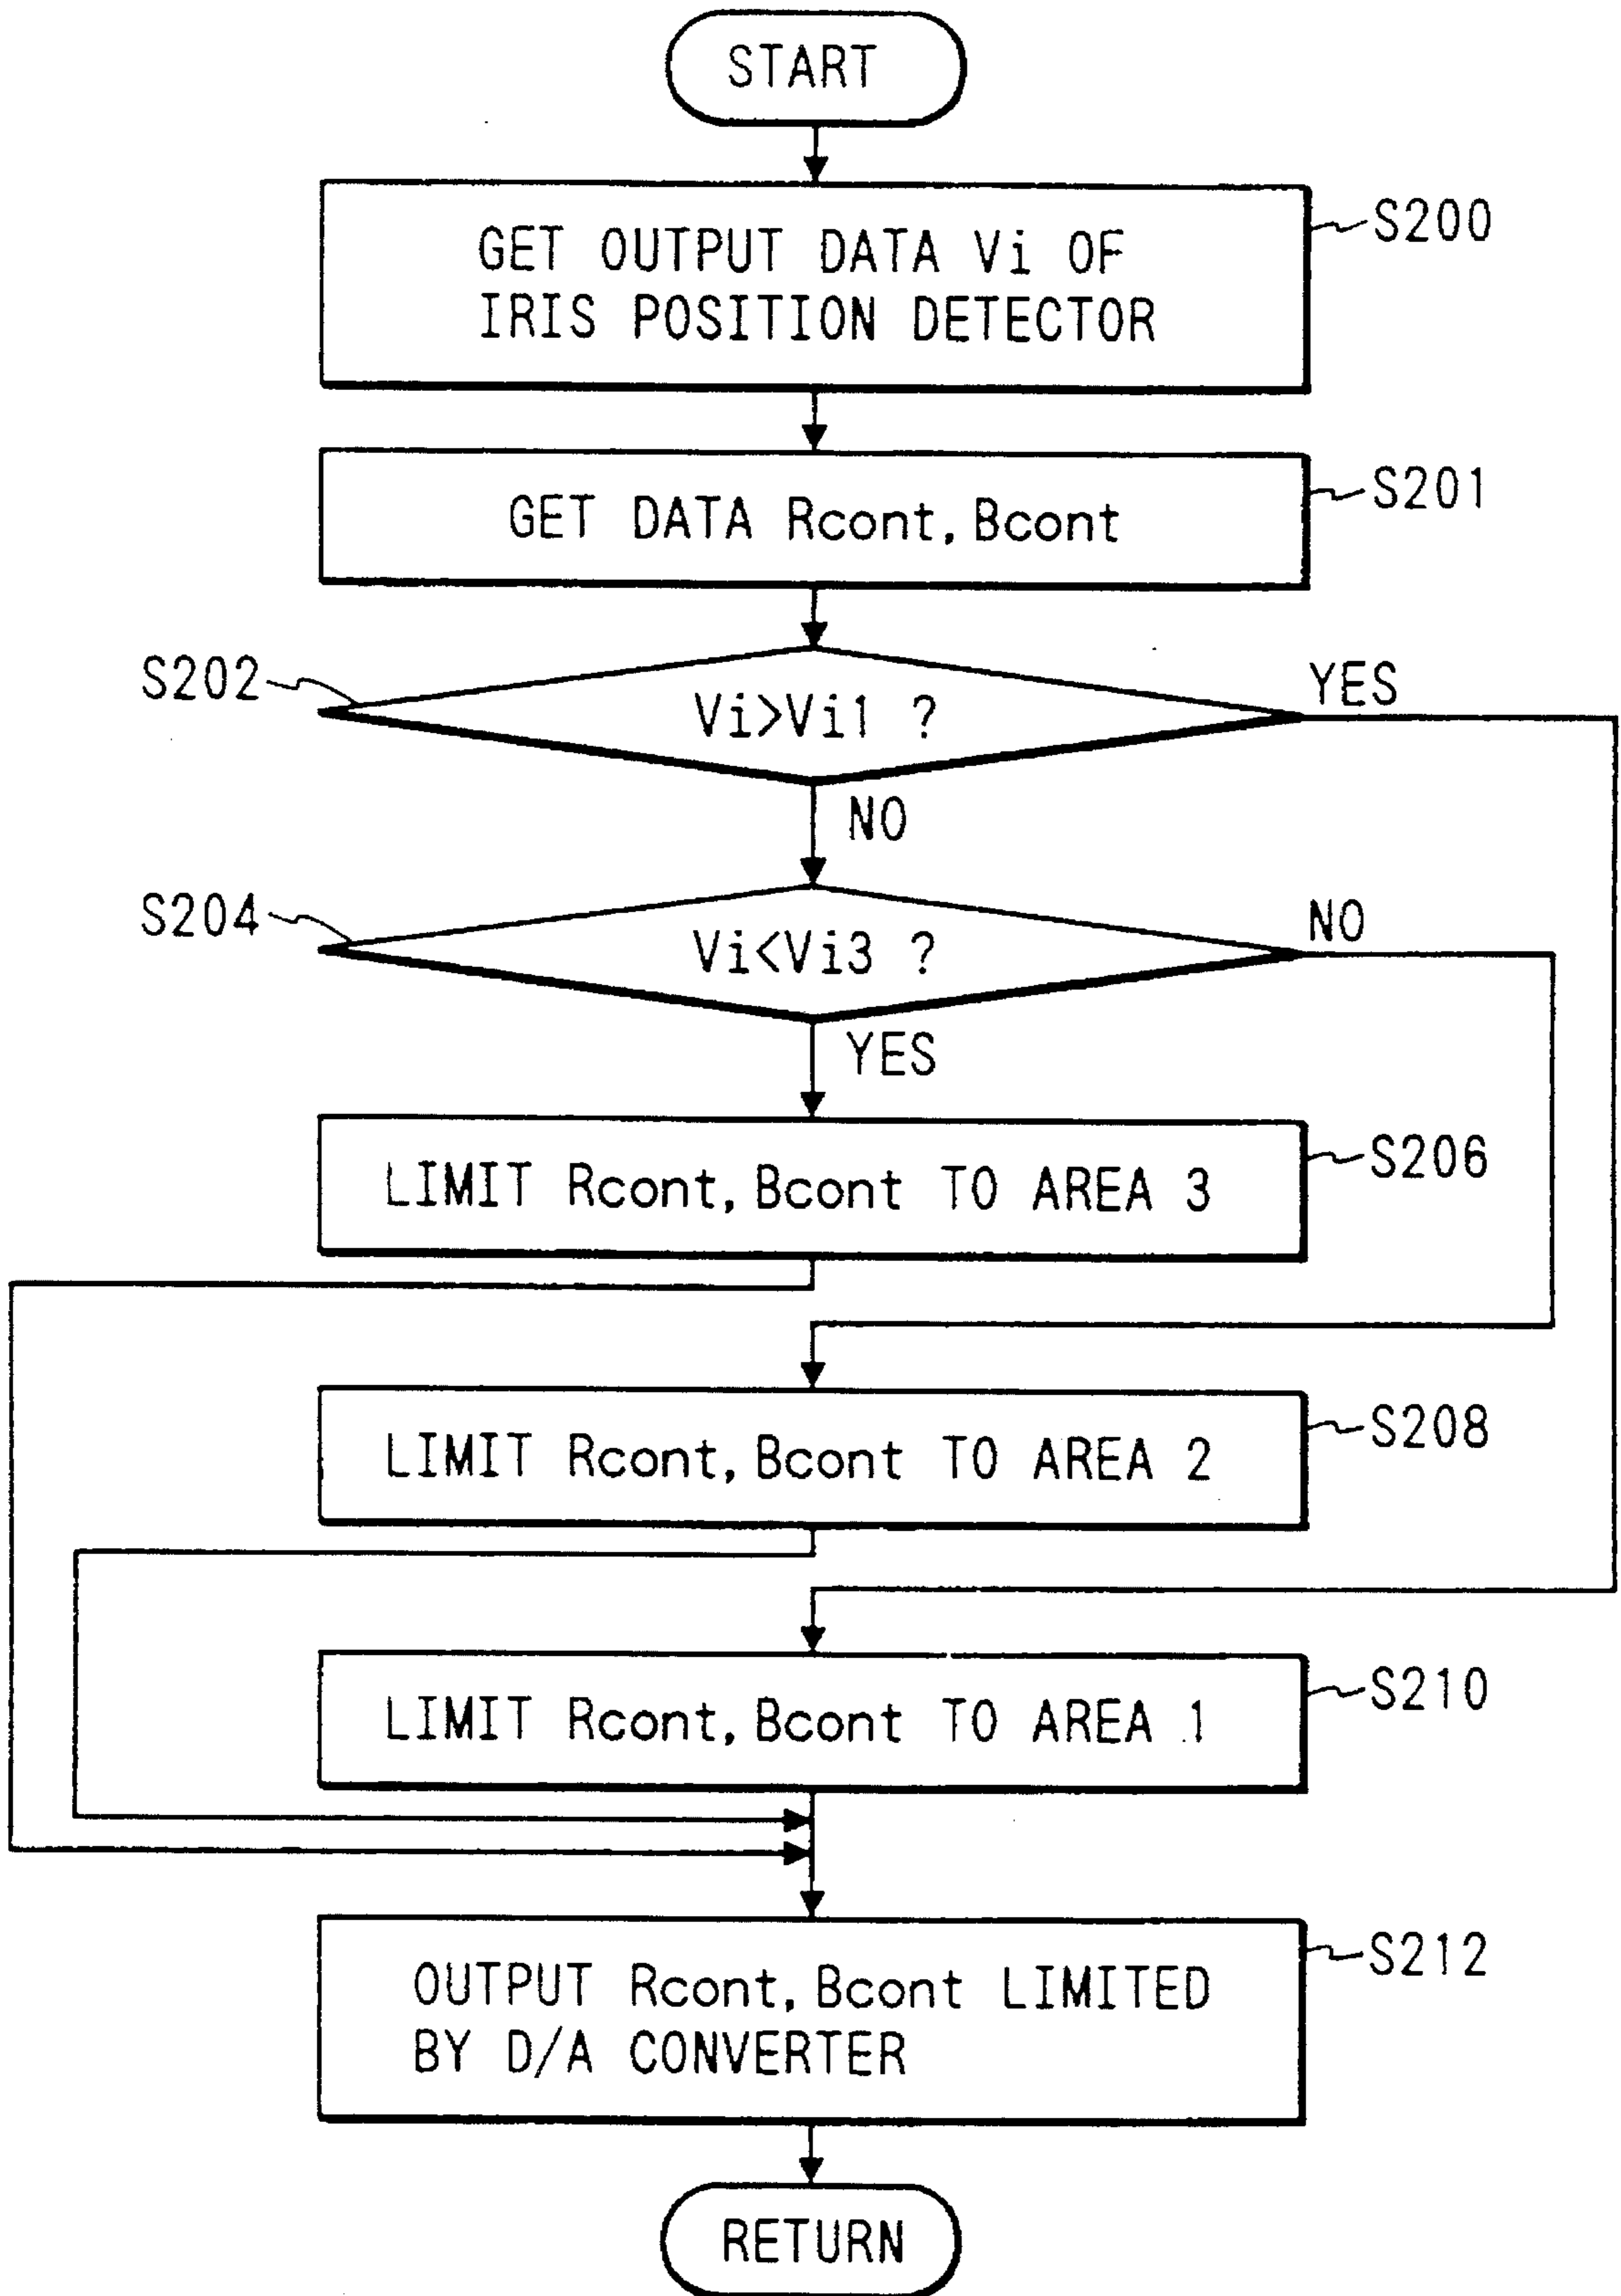 START
GET OUTPUT DATA Vi OF
IRIS POSITION DETECTOR
S200
GET DATA Rcont, Bcont
S201
S202
Vi>Vi1 ?
YES
NO
S204
Vi<Vi3 ?
NO
YES
LIMIT Rcont, Bcont TO AREA 3
S206
LIMIT Rcont, Bcont TO AREA 2
S208
LIMIT Rcont, Bcont TO AREA 1
S210
OUTPUT Rcont, Bcont LIMITED
BY D/A CONVERTER
S212
RETURN